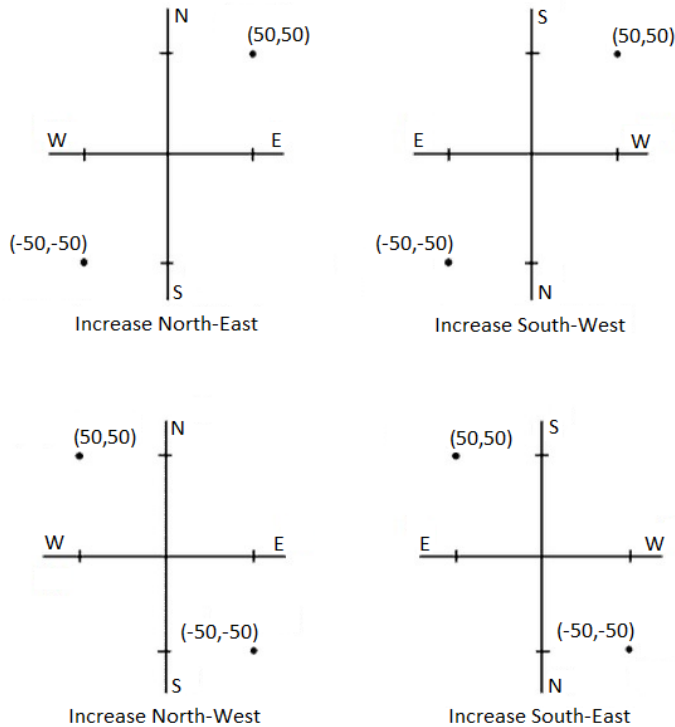 N
(50,50)
W
E
(-50,-50)
S
Increase North-East
S
(50,50)
E
W
(-50,-50)
N
Increase South-West
N
(50,50)
W
E
(-50,-50)
S
Increase North-West
S
(50,50)
E
W
(-50,-50)
N
Increase South-East